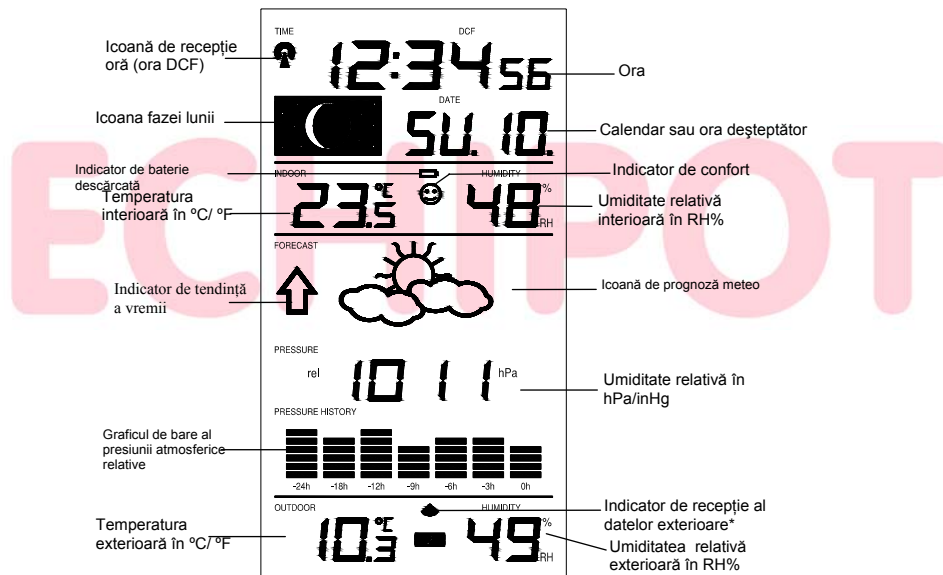 TIME
DCF
Icoană de recepție
oră (ora DCF)
12:34 56
Ora
Icoana fazei lunii
DATE
SU. 10.
Calendar sau ora deşteptător
Indicator de baterie
descărcată
Indicator de confort
INDOOR
HUMIDITY
Temperatura
interioară în ºC/ ºF
23.5 °C
48 %
RH
Umiditate relativă
interioară în RH%
FORECAST
Indicator de tendință
a vremii
Icoană de prognoză meteo
PRESSURE
rel
1011
hPa
Umiditate relativă în
hPa/inHg
PRESSURE HISTORY
Graficul de bare al
presiunii atmosferice
relative
-24h -18h -12h -9h -6h -3h 0h
OUTDOOR
HUMIDITY
Temperatura
exterioară în ºC/ ºF
10.3 °C
49 %
RH
Indicator de recepție al
datelor exterioare*
Umiditatea relativă
exterioară în RH%
ECHIPOT